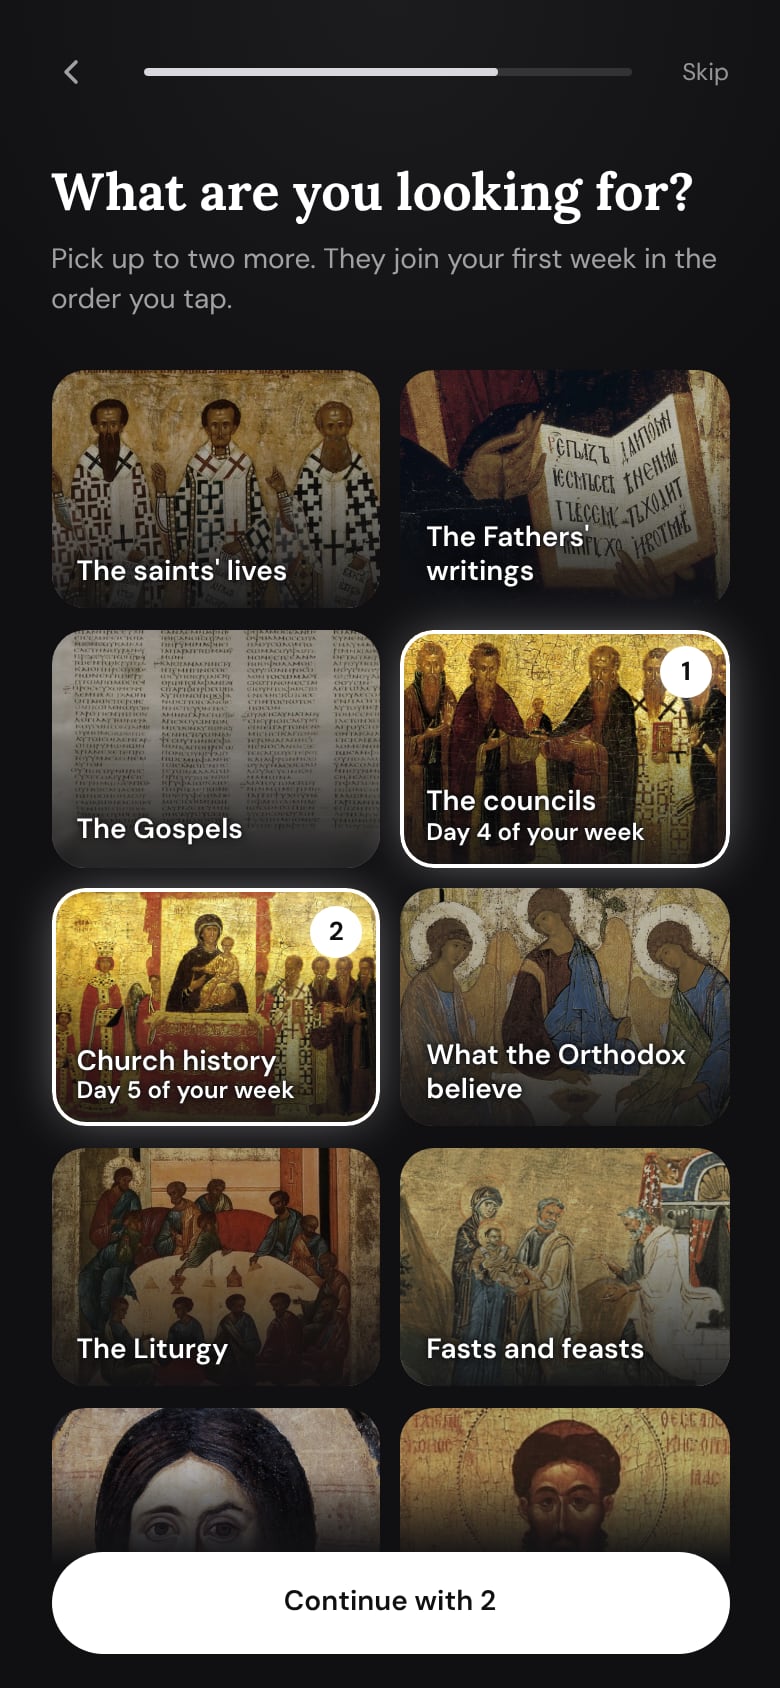 Skip
What are you looking for?
Pick up to two more. They join your first week in the
order you tap.
The saints' lives
The Fathers'
writings
The Gospels
1
The councils
Day 4 of your week
2
Church history
Day 5 of your week
What the Orthodox
believe
The Liturgy
Fasts and feasts
Continue with 2